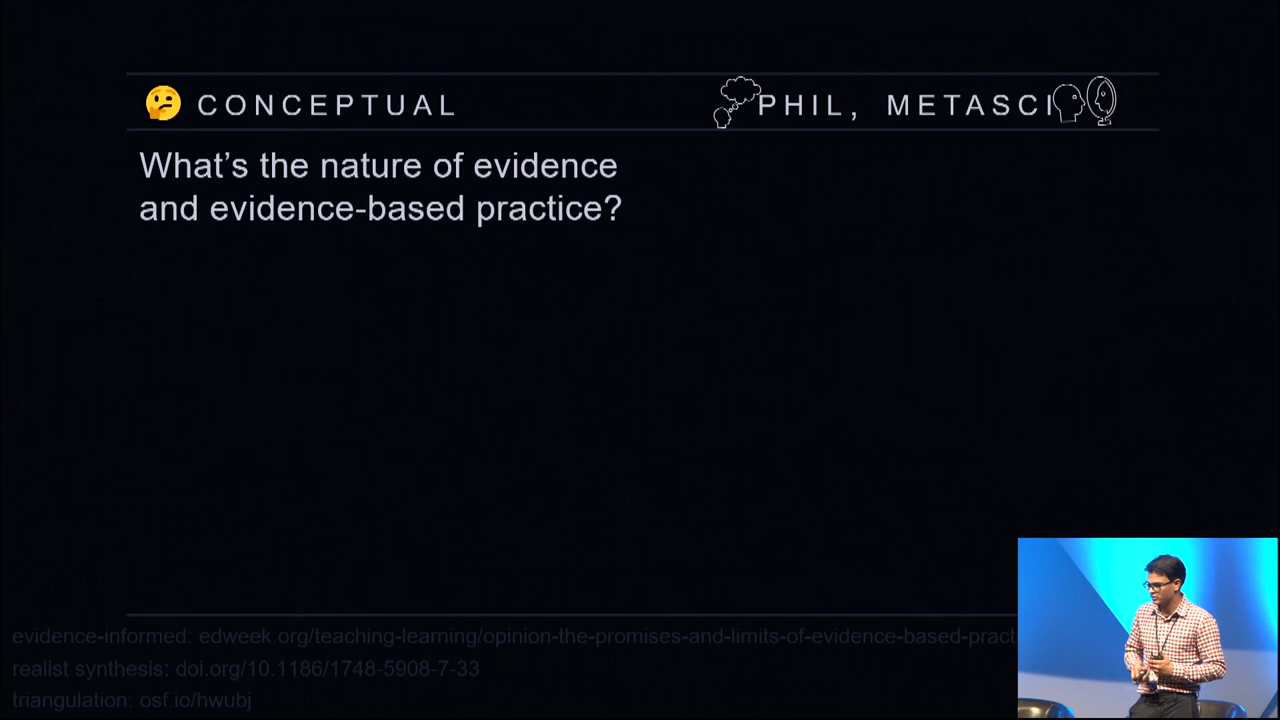 CONCEPTUAL
PHIL, METASCI
What’s the nature of evidence
and evidence-based practice?
evidence-informed: edweek.org/teaching-learning/opinion-the-promises-and-limits-of-evidence-based-pract
realist synthesis: doi.org/10.1186/1748-5908-7-33
triangulation: osf.io/hwubj